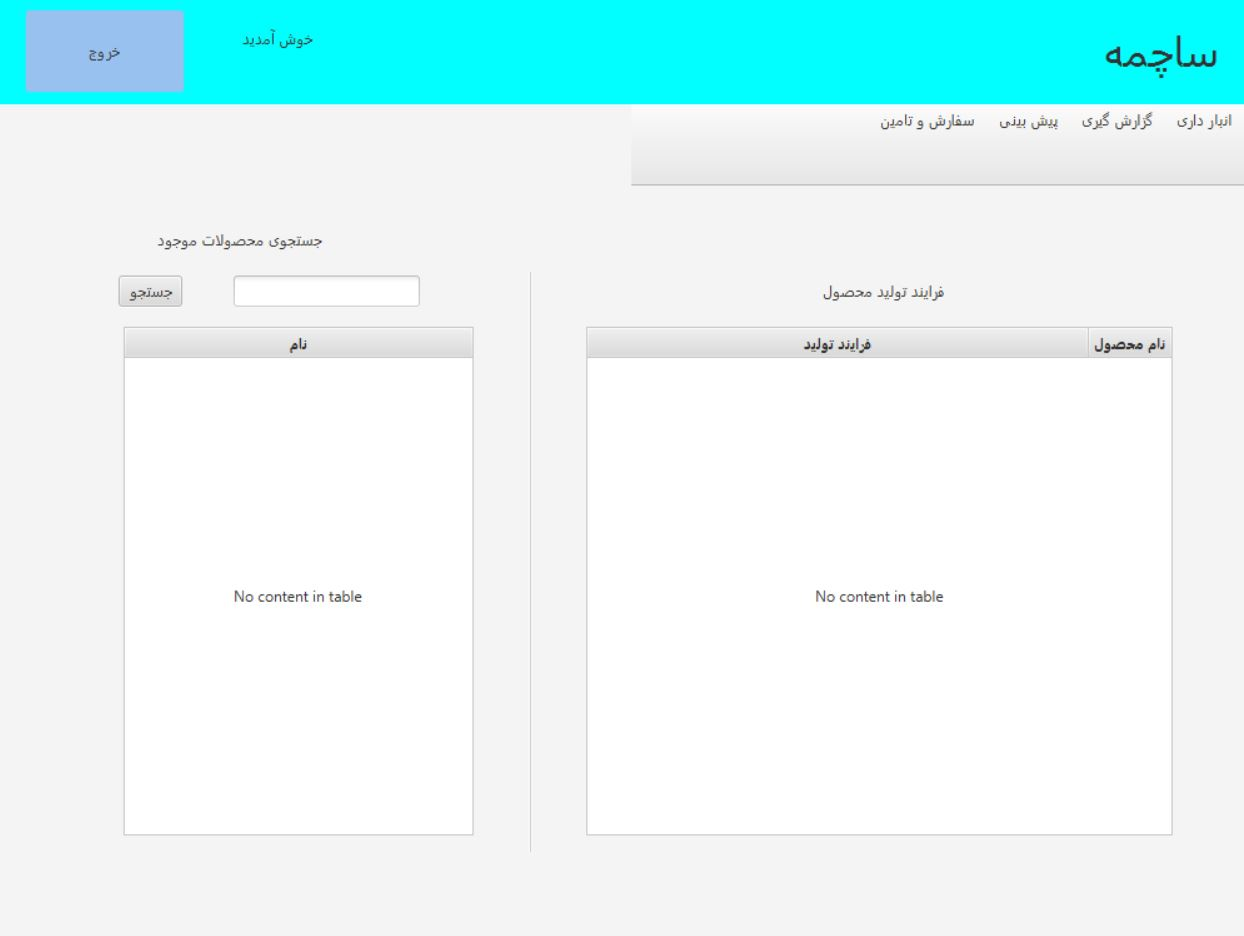 ساچمه
خوش آمدید
خروج
انبار داری گزارش گیری پیش بینی سفارش و تامین
جستجوی محصولات موجود
فرایند تولید محصول
جستجو
نام محصول فرایند تولید
نام
No content in table
No content in table